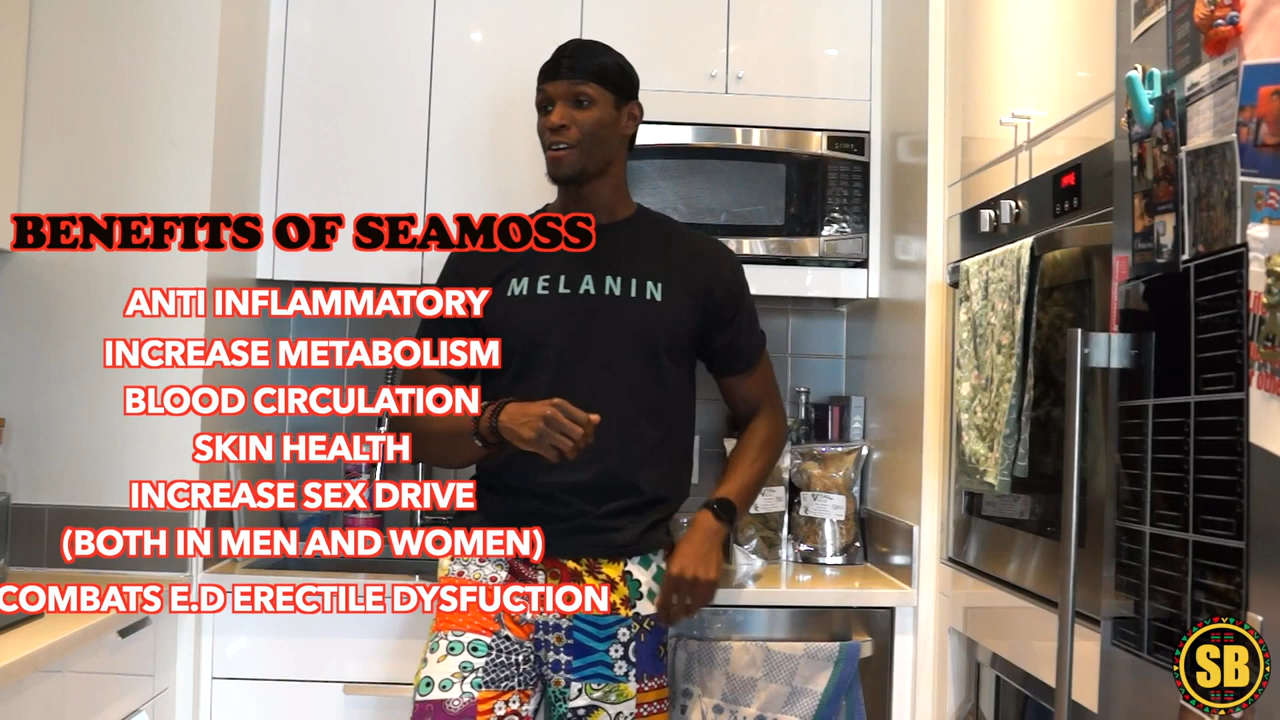 BENEFITS OF SEAMOSS
ANTI INFLAMMATORY
INCREASE METABOLISM
BLOOD CIRCULATION
SKIN HEALTH
INCREASE SEX DRIVE
(BOTH IN MEN AND WOMEN)
COMBATS E.D ERECTILE DYSFUCTION
MELANIN
SB